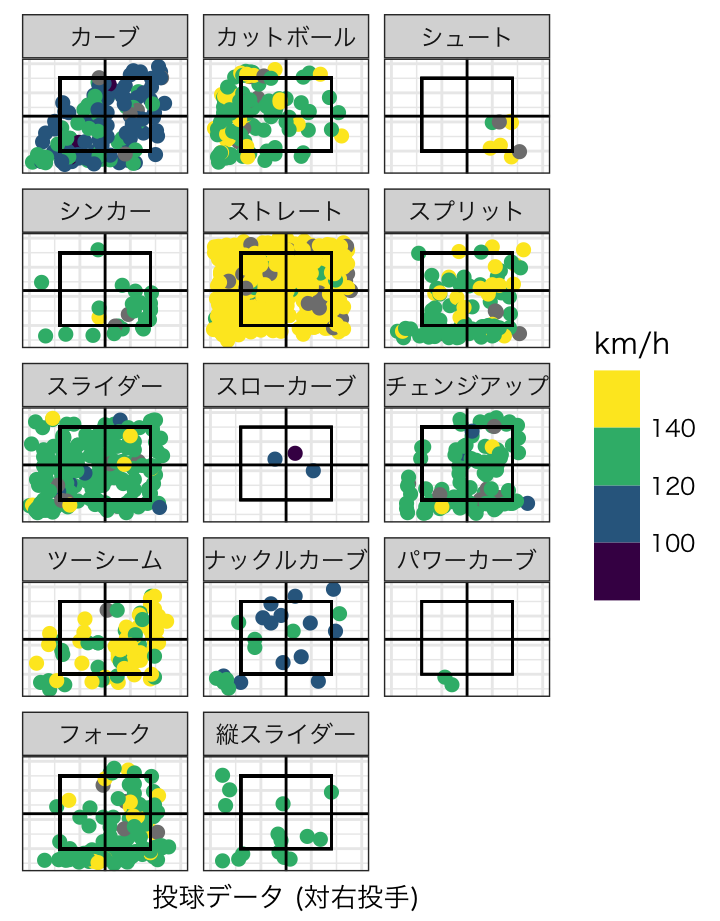 カーブ
カットボール
シュート
シンカー
ストレート
スプリット
スライダー
スローカーブ
チェンジアップ
ツーシーム
ナックルカーブ
パワーカーブ
フォーク
縦スライダー
km/h
140
120
100
投球データ (対右投手)